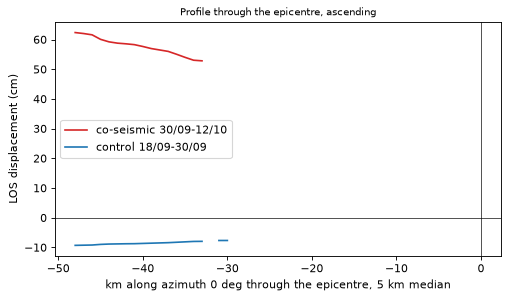 Profile through the epicentre, ascending
LOS displacement (cm)
60
50
40
30
20
10
0
−10
co-seismic 30/09-12/10
control 18/09-30/09
−50
−40
−30
−20
−10
0
km along azimuth 0 deg through the epicentre, 5 km median